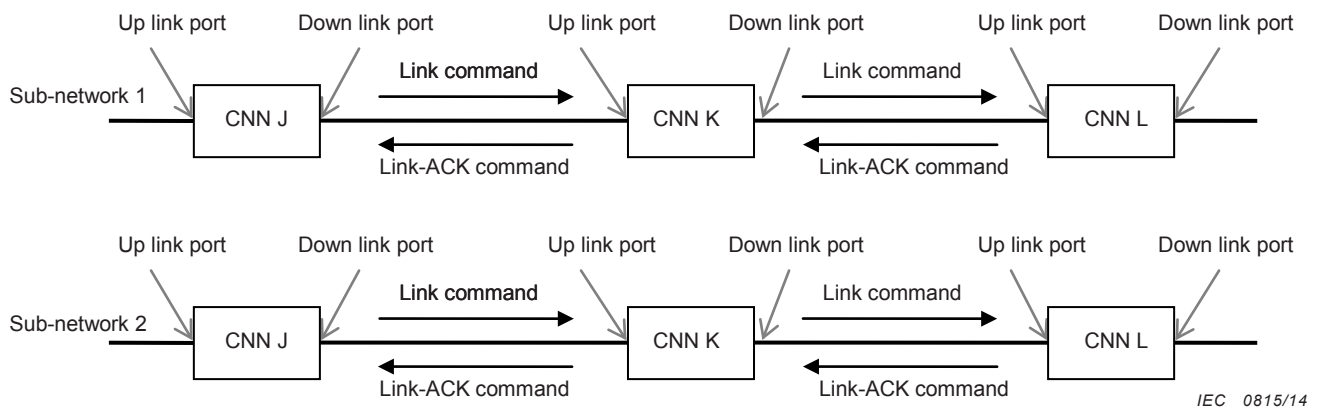 Up link port Down link port Up link port Down link port Up link port Down link port
Link command Link command
Sub-network 1
CNN J CNN K CNN L
Link-ACK command Link-ACK command
Up link port Down link port Up link port Down link port Up link port Down link port
Link command Link command
Sub-network 2
CNN J CNN K CNN L
Link-ACK command Link-ACK command
IEC 0815/14